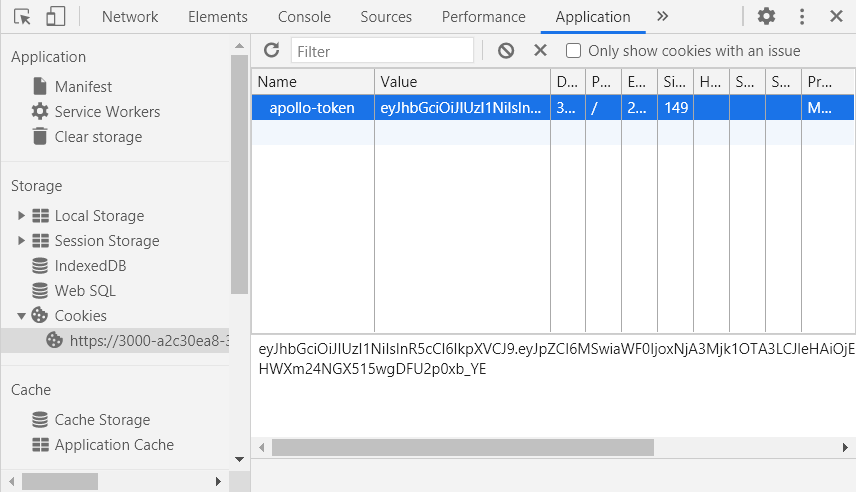 Network Elements Console Sources Performance Application »
Application
Manifest
Service Workers
Clear storage
Storage
Local Storage
Session Storage
IndexedDB
Web SQL
Cookies
https://3000-a2c30ea8-3
Cache
Cache Storage
Application Cache
Filter
Only show cookies with an issue
Name Value D... P... E... Si... H... S... S... Pr...
apollo-token eyJhbGciOiJIUzI1NiIsIn... 3... / 2... 149 M...
eyJhbGciOiJIUzI1NiIsInR5cCI6IkpXVCJ9.eyJpZCI6MSwiaWF0IjoxNjA3Mjk1OTA3LCJleHAiOjE
HWXm24NGX515wgDFU2p0xb_YE